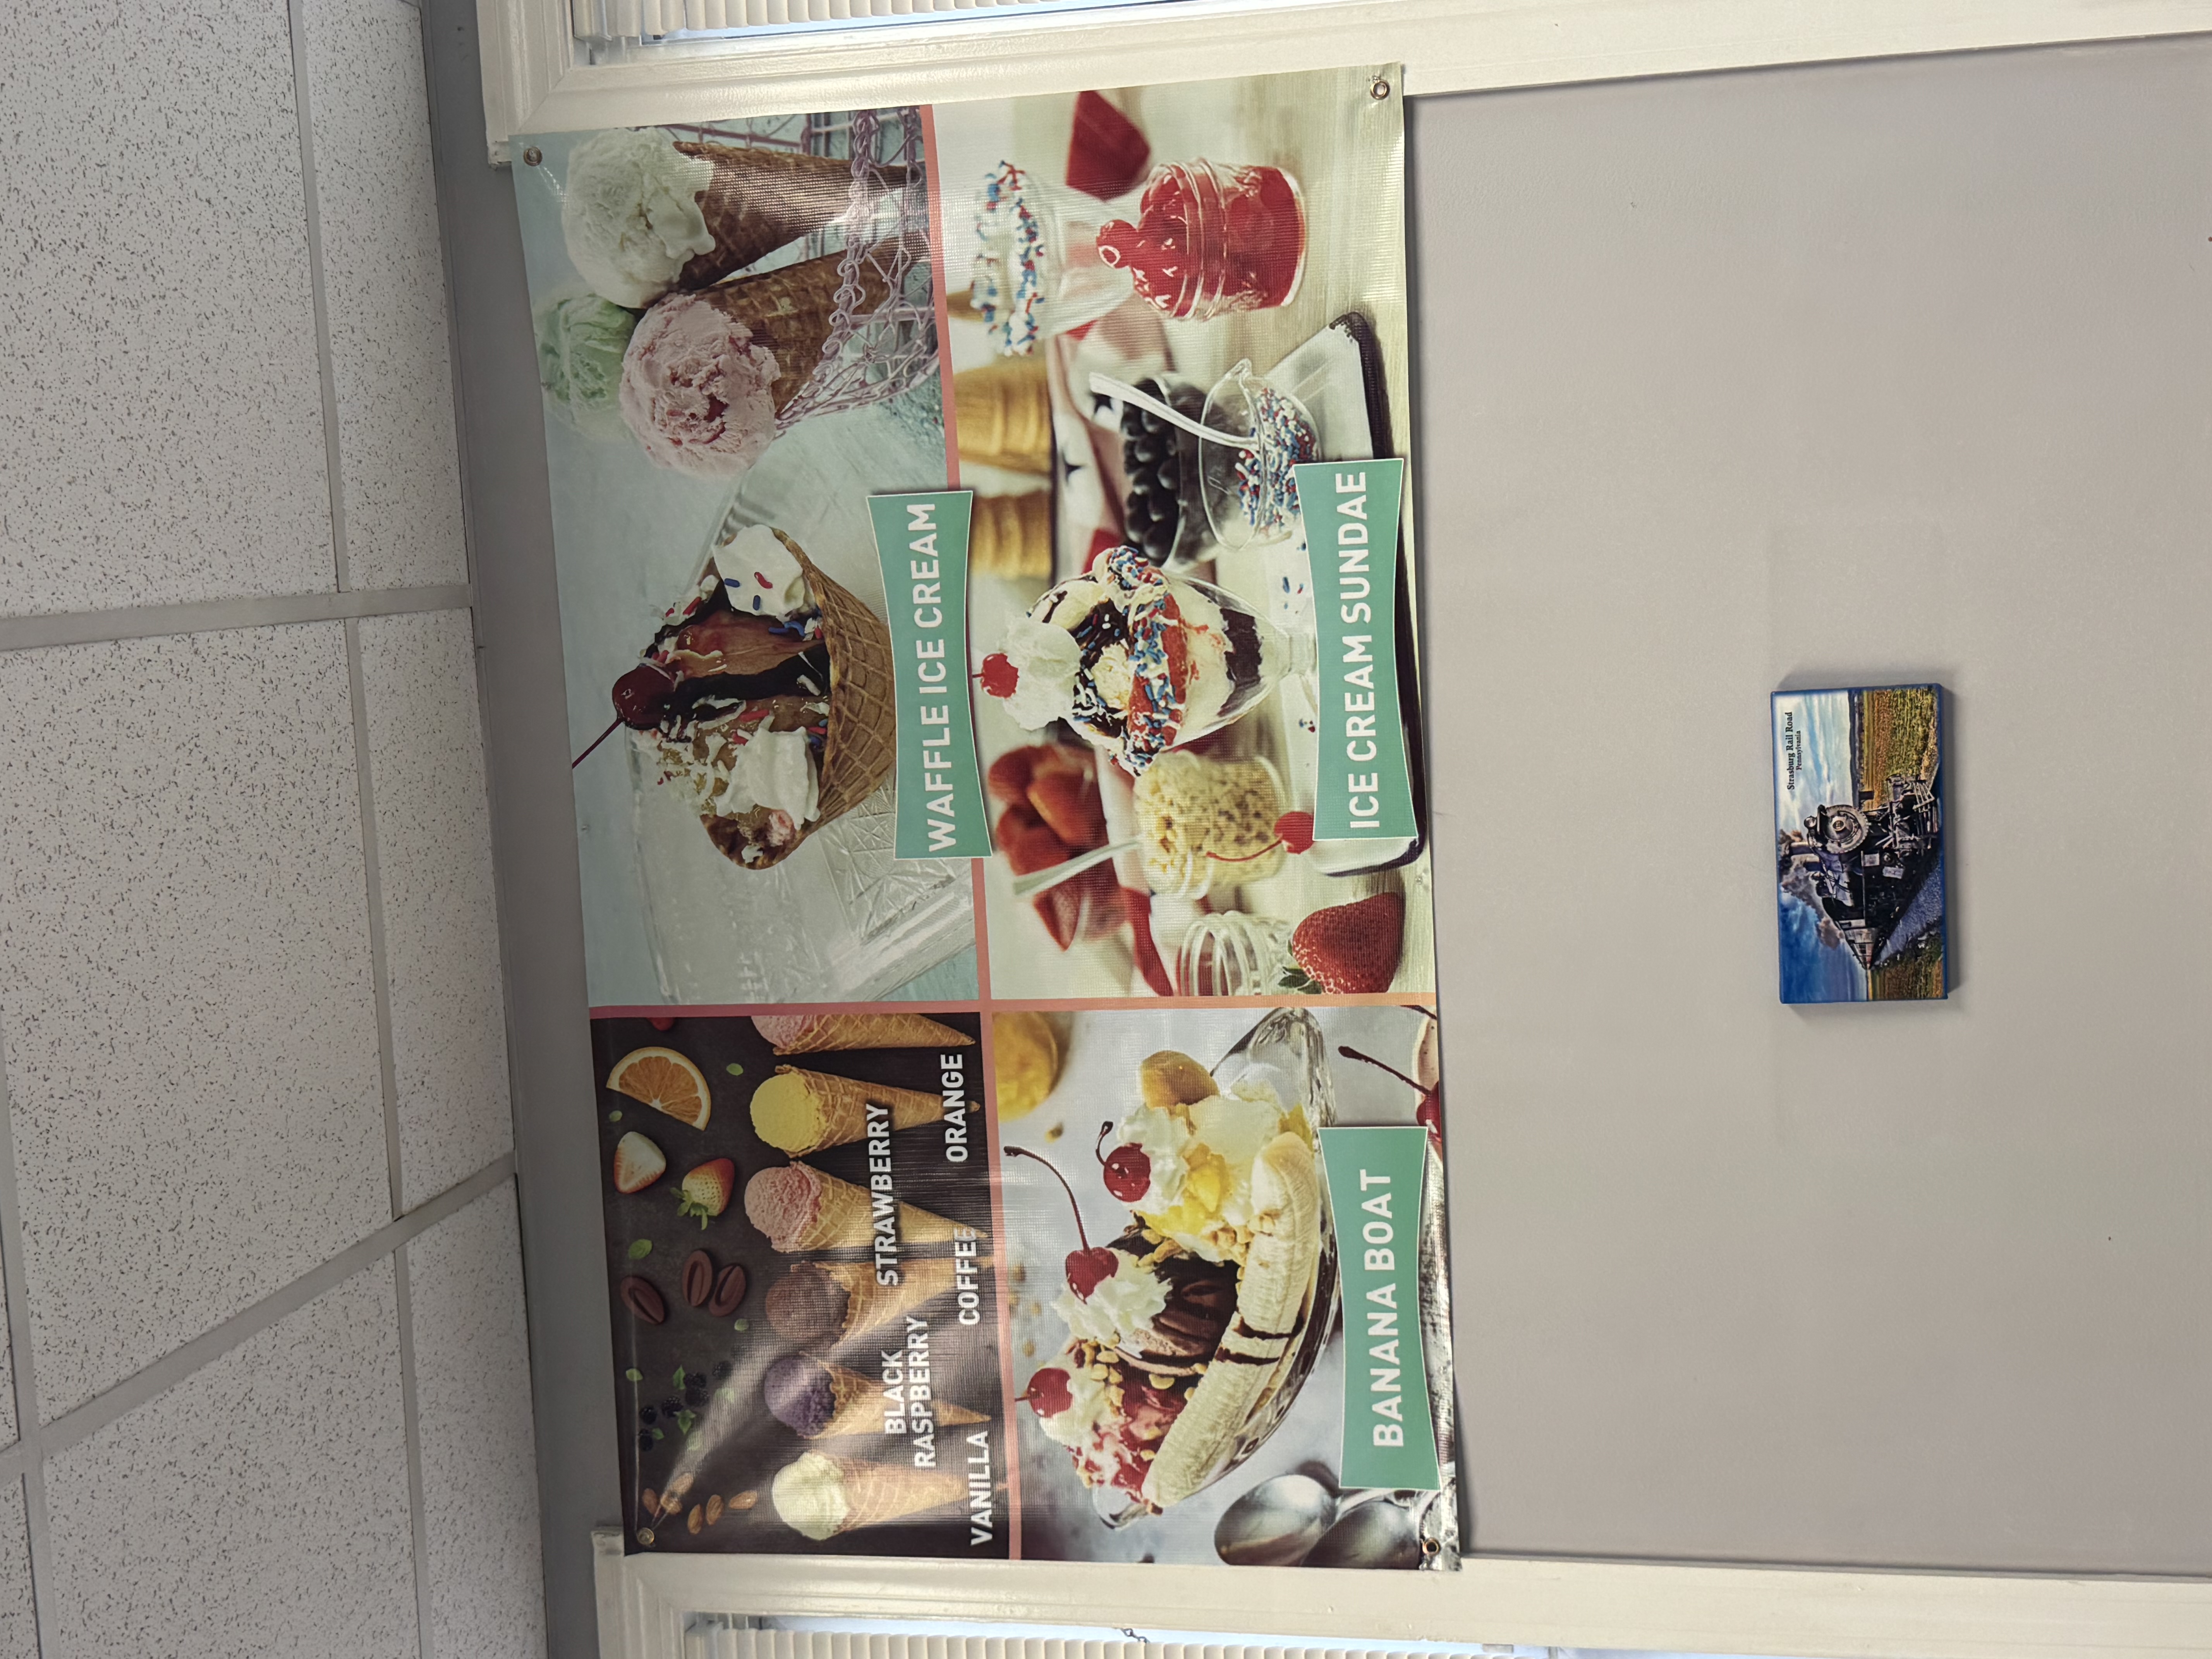 VANILLA
BLACK
RASPBERRY
COFFEE
STRAWBERRY
ORANGE
WAFFLE ICE CREAM
BANANA BOAT
ICE CREAM SUNDAE
Strasburg Rail Road
Pennsylvania